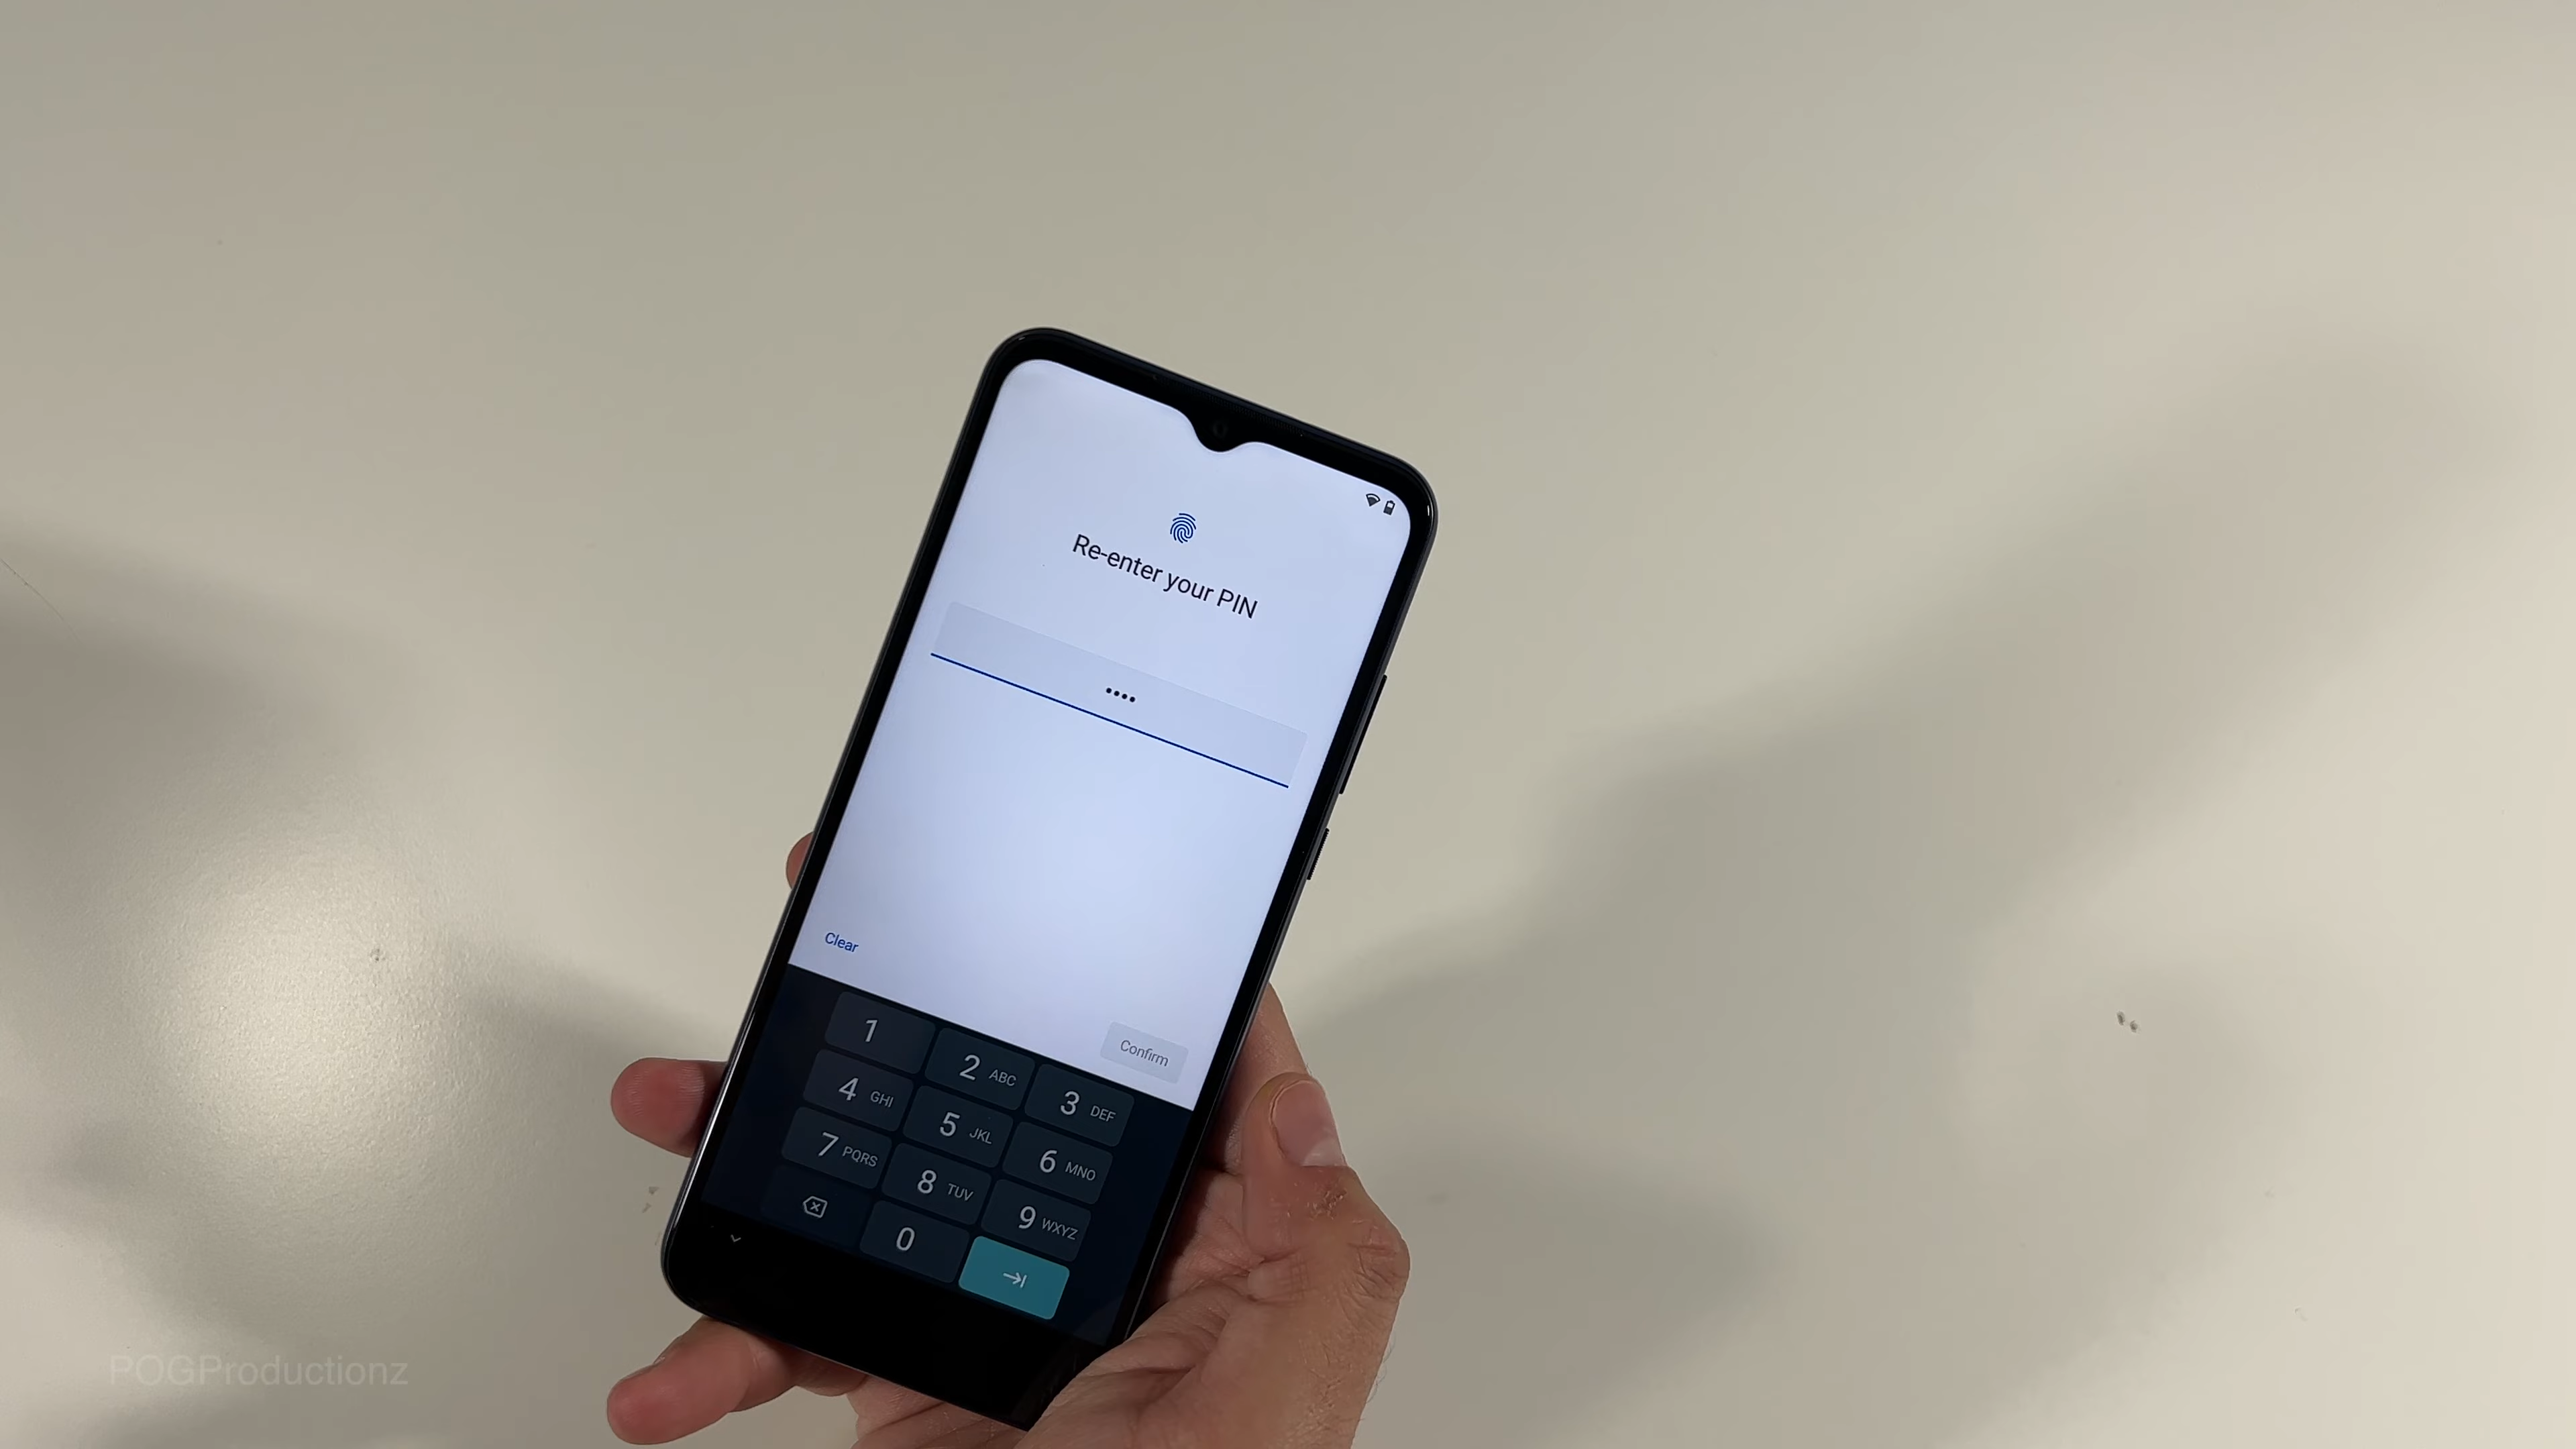 Re-enter your PIN
••••
Clear
Confirm
1
2 ABC
3 DEF
4 GHI
5 JKL
6 MNO
7 PQRS
8 TUV
9 WXYZ
0
POGProductionz